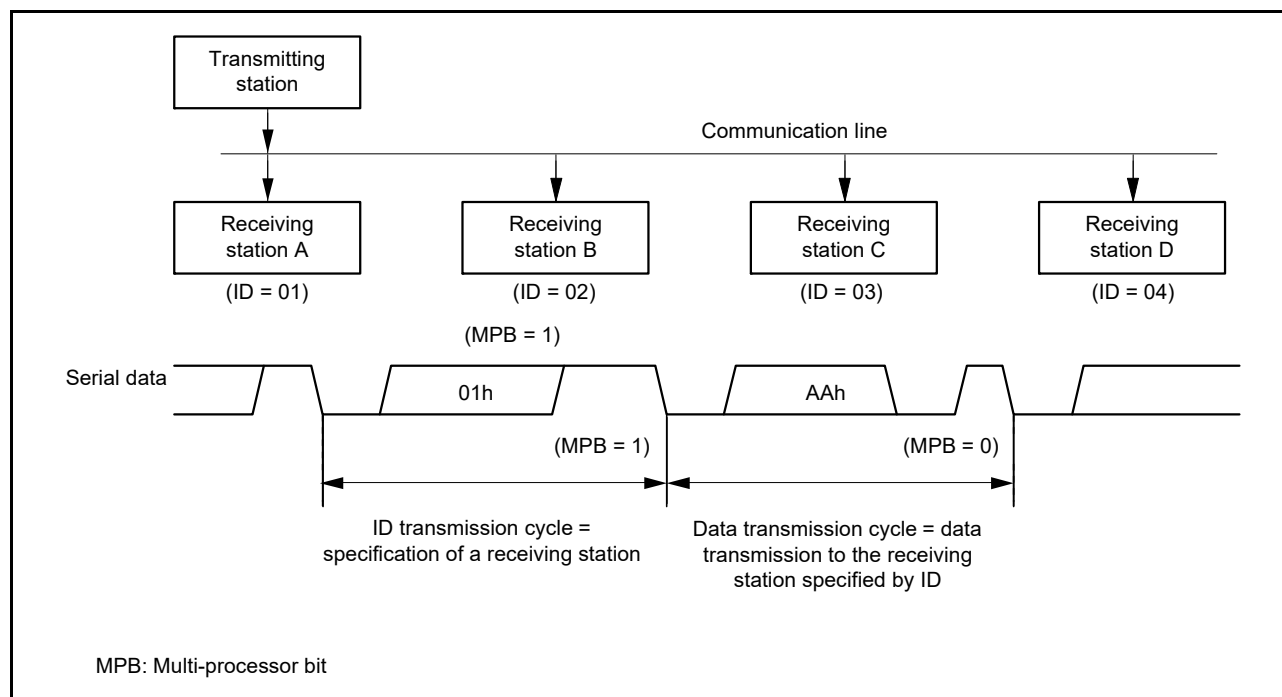 Transmitting
station
Communication line
Receiving
station A
Receiving
station B
Receiving
station C
Receiving
station D
(ID = 01)
(ID = 02)
(ID = 03)
(ID = 04)
(MPB = 1)
Serial data
01h
AAh
(MPB = 1)
(MPB = 0)
ID transmission cycle =
specification of a receiving station
Data transmission cycle = data
transmission to the receiving
station specified by ID
MPB: Multi-processor bit